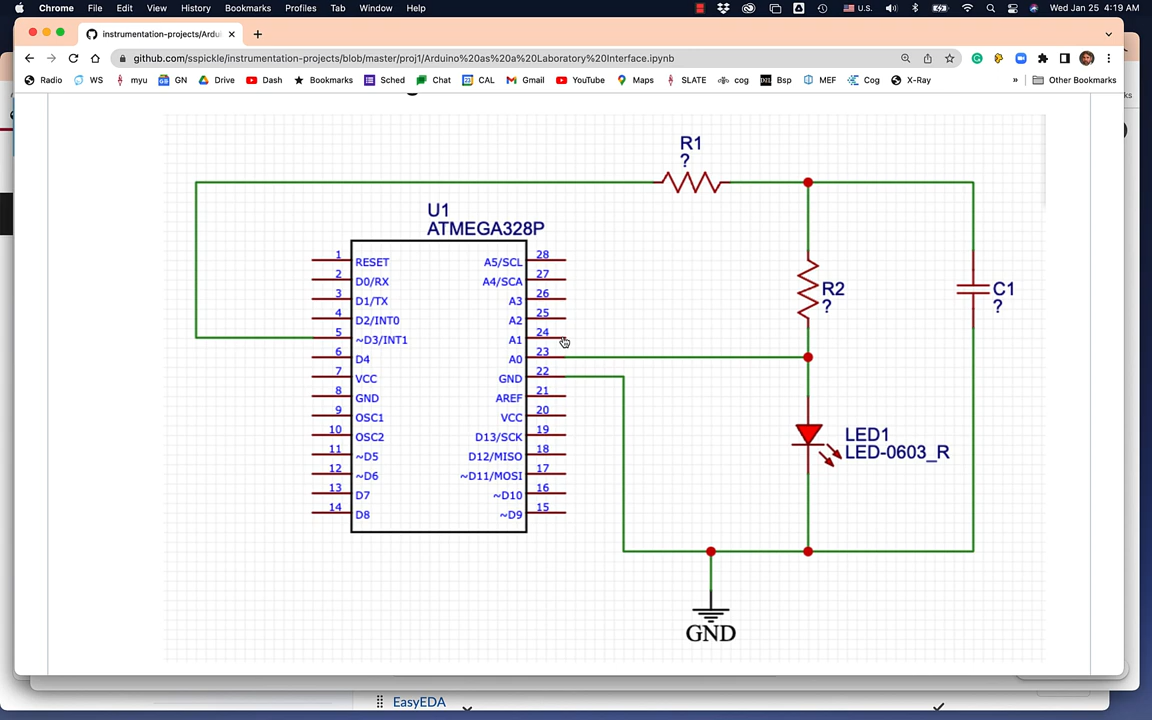 Chrome File Edit View History Bookmarks Profiles Tab Window Help U.S. Wed Jan 25 4:19 AM
instrumentation-projects/Ardu
github.com/sspickle/instrumentation-projects/blob/master/proj1/Arduino%20as%20a%20Laboratory%20Interface.ipynb
Radio WS myu GN Drive Dash Bookmarks Sched Chat CAL Gmail YouTube Maps SLATE cog Bsp MEF Cog X-Ray » Other Bookmarks
R1
?
U1
ATMEGA328P
1 RESET A5/SCL 28
2 D0/RX A4/SCA 27
3 D1/TX A3 26
4 D2/INT0 A2 25
5 ~D3/INT1 A1 24
6 D4 A0 23
7 VCC GND 22
8 GND AREF 21
9 OSC1 VCC 20
10 OSC2 D13/SCK 19
11 ~D5 D12/MISO 18
12 ~D6 ~D11/MOSI 17
13 D7 ~D10 16
14 D8 ~D9 15
R2
?
C1
?
LED1
LED-0603_R
GND
EasyEDA